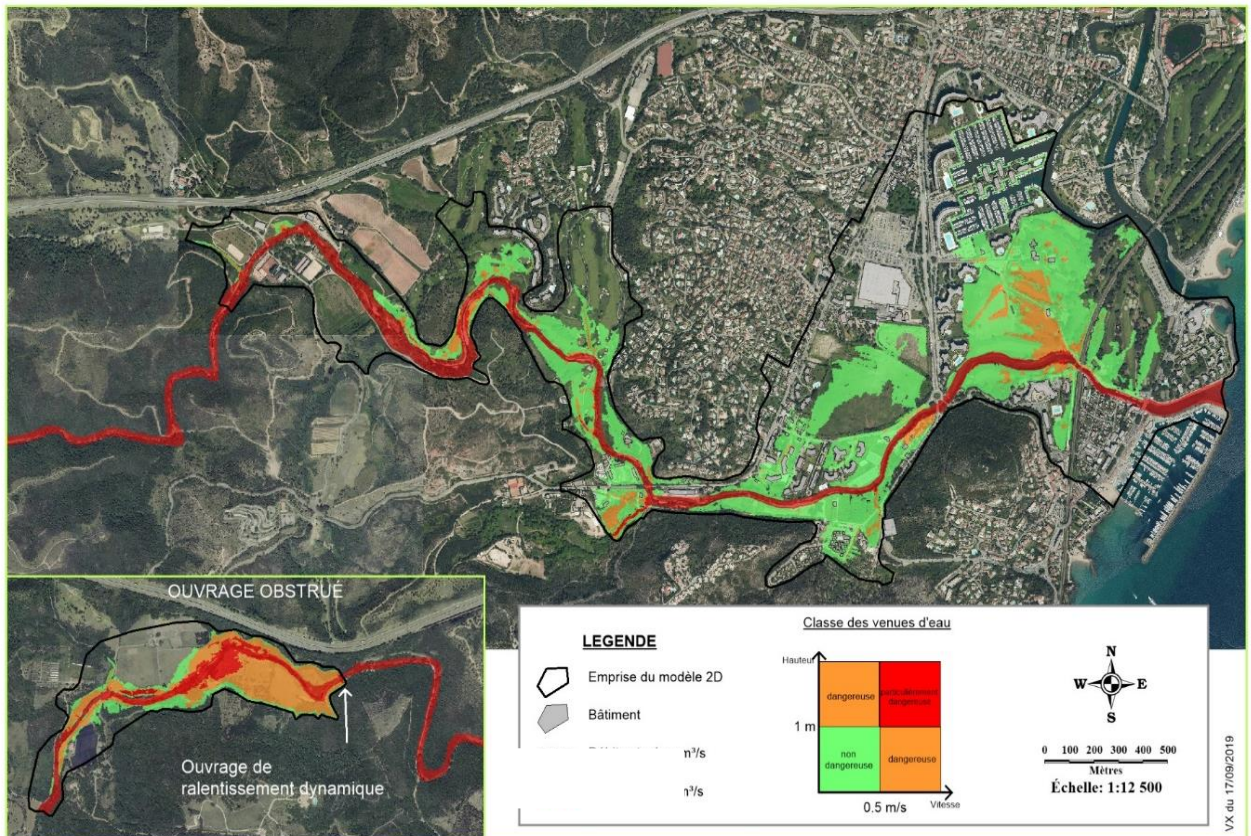 OUVRAGE OBSTRUÉ
Ouvrage de
ralentissement dynamique
LEGENDE
Emprise du modèle 2D
Bâtiment
m³/s
m³/s
Classe des venues d'eau
Hauteur
dangereuse
particulièrement
dangereuse
1 m
non
dangereuse
dangereuse
0.5 m/s
Vitesse
N
W
E
S
0 100 200 300 400 500
Mètres
Échelle: 1:12 500
VX du 17/09/2019